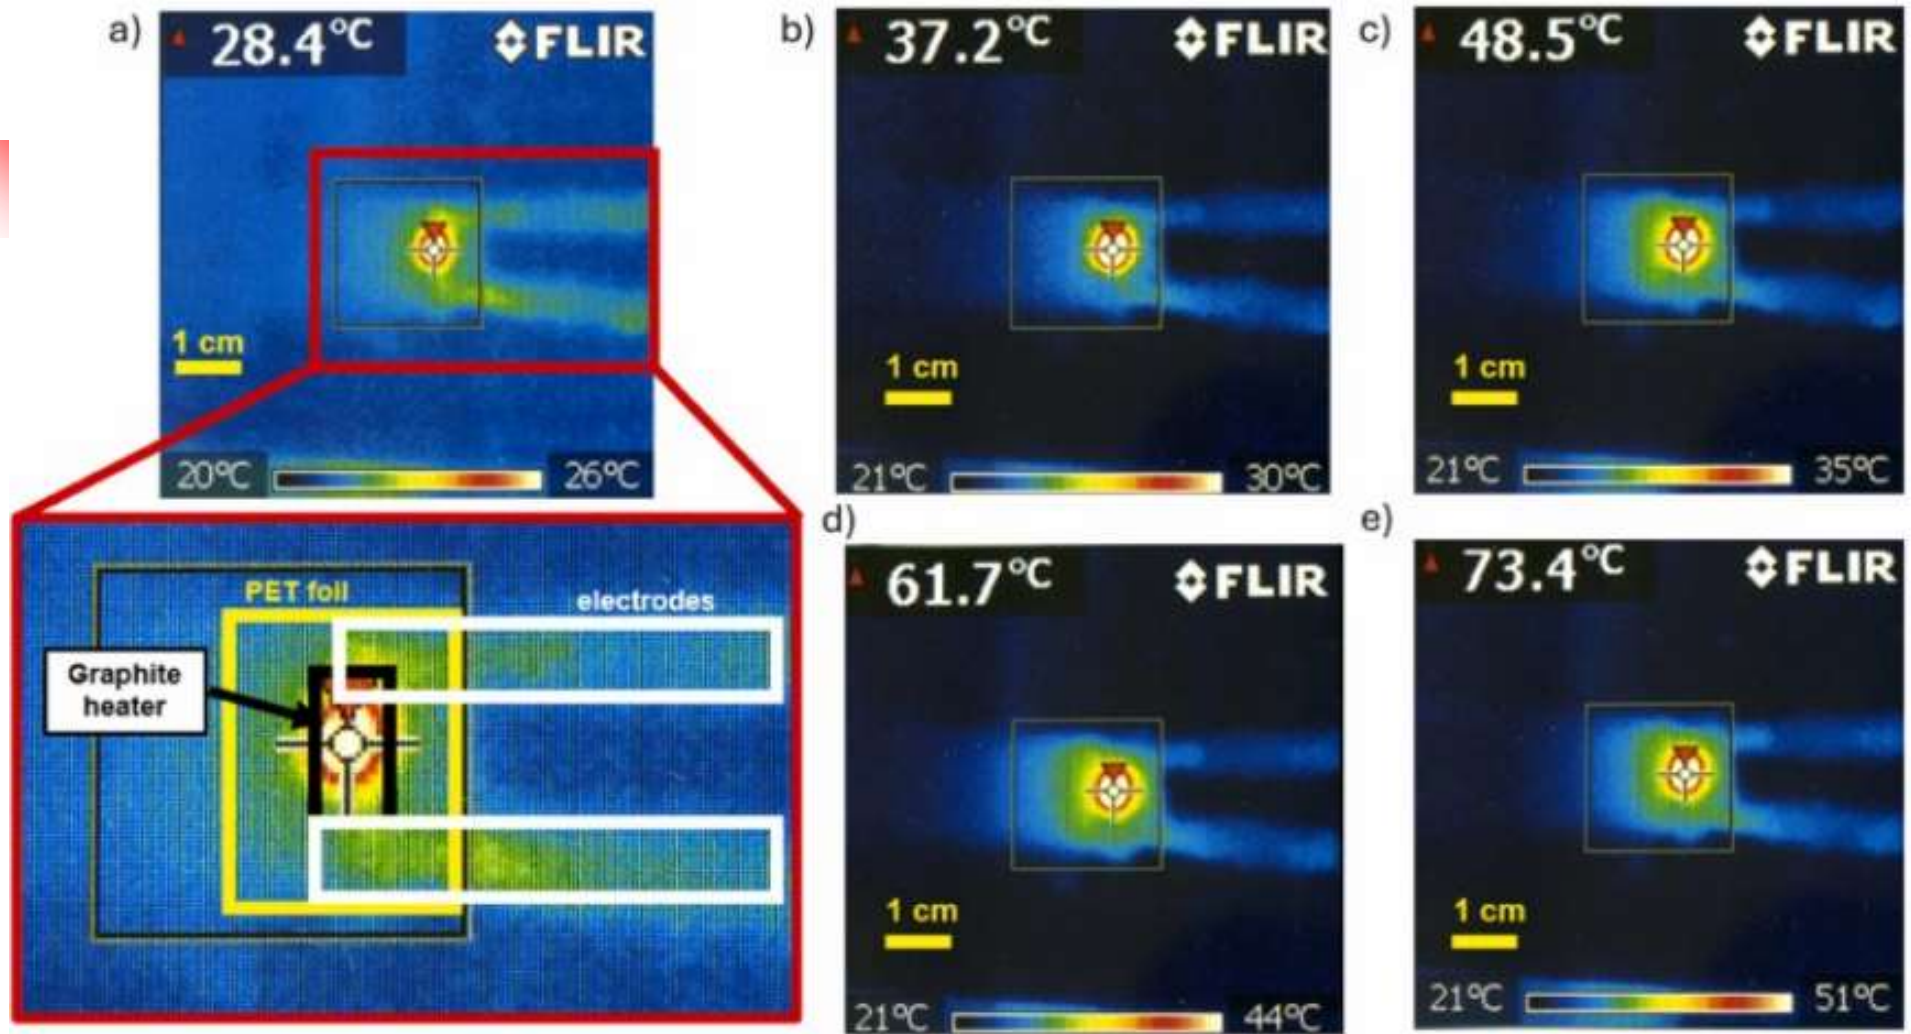 a)
28.4°C
FLIR
1 cm
20°C 26°C
b)
37.2°C
FLIR
1 cm
21°C 30°C
c)
48.5°C
FLIR
1 cm
21°C 35°C
PET foil
electrodes
Graphite
heater
d)
61.7°C
FLIR
1 cm
21°C 44°C
e)
73.4°C
FLIR
1 cm
21°C 51°C